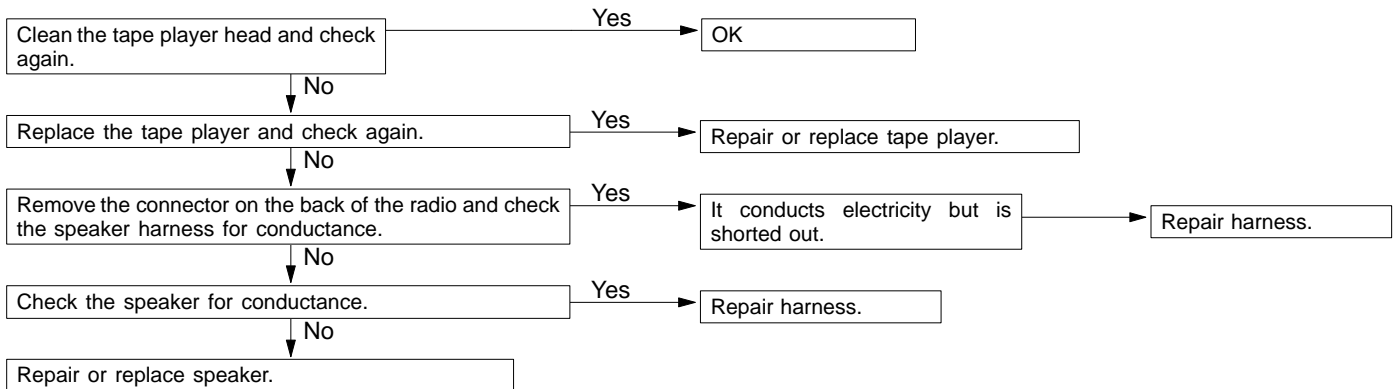 Clean the tape player head and check
again.
Yes
OK
No
Replace the tape player and check again.
Yes
Repair or replace tape player.
No
Remove the connector on the back of the radio and check
the speaker harness for conductance.
Yes
It conducts electricity but is
shorted out.
Repair harness.
No
Check the speaker for conductance.
Yes
Repair harness.
No
Repair or replace speaker.